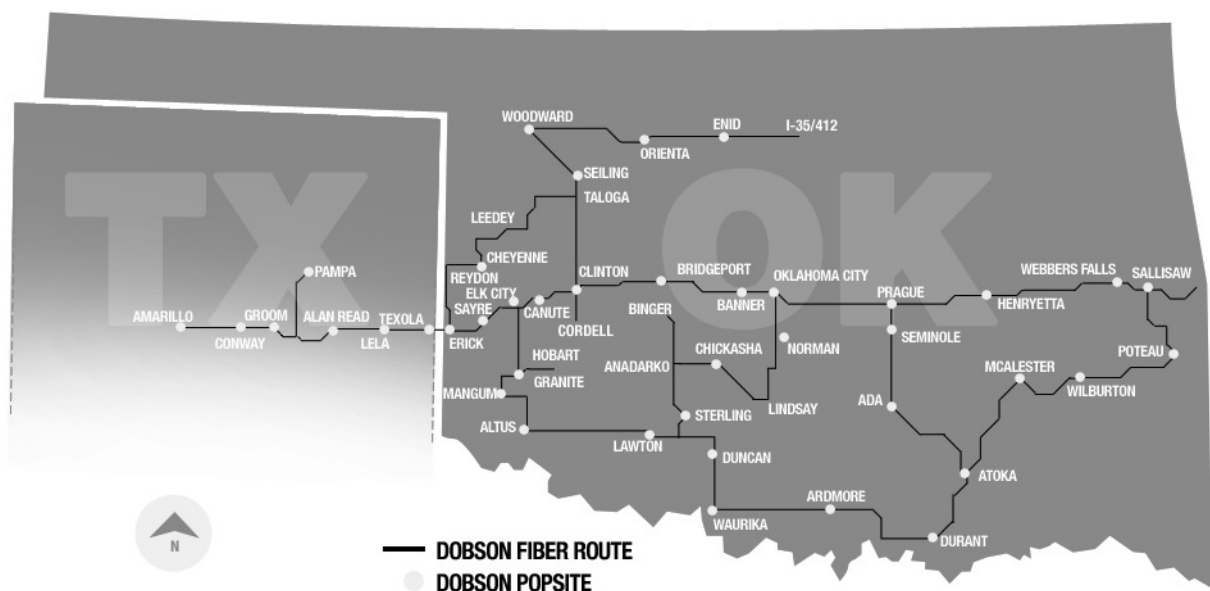 WOODWARD
ENID
I-35/412
ORIENTA
TX
OK
SEILING
TALOGA
LEEDEY
CHEYENNE
REYDON
PAMPA
CLINTON
BRIDGEPORT
OKLAHOMA CITY
WEBBERS FALLS
SALLISAW
ELK CITY
SAYRE
CANUTE
BANNER
PRAGUE
HENRYETTA
AMARILLO
GROOM
ALAN READ
TEXOLA
CORDELL
BINGER
CONWAY
LELA
ERICK
NORMAN
SEMINOLE
HOBART
CHICKASHA
POTEAU
GRANITE
ANADARKO
MCALESTER
WILBURTON
MANGUM
LINDSAY
ADA
STERLING
ALTUS
LAWTON
DUNCAN
ATOKA
ARDMORE
WAURIKA
DURANT
N
DOBSON FIBER ROUTE
DOBSON POPSITE